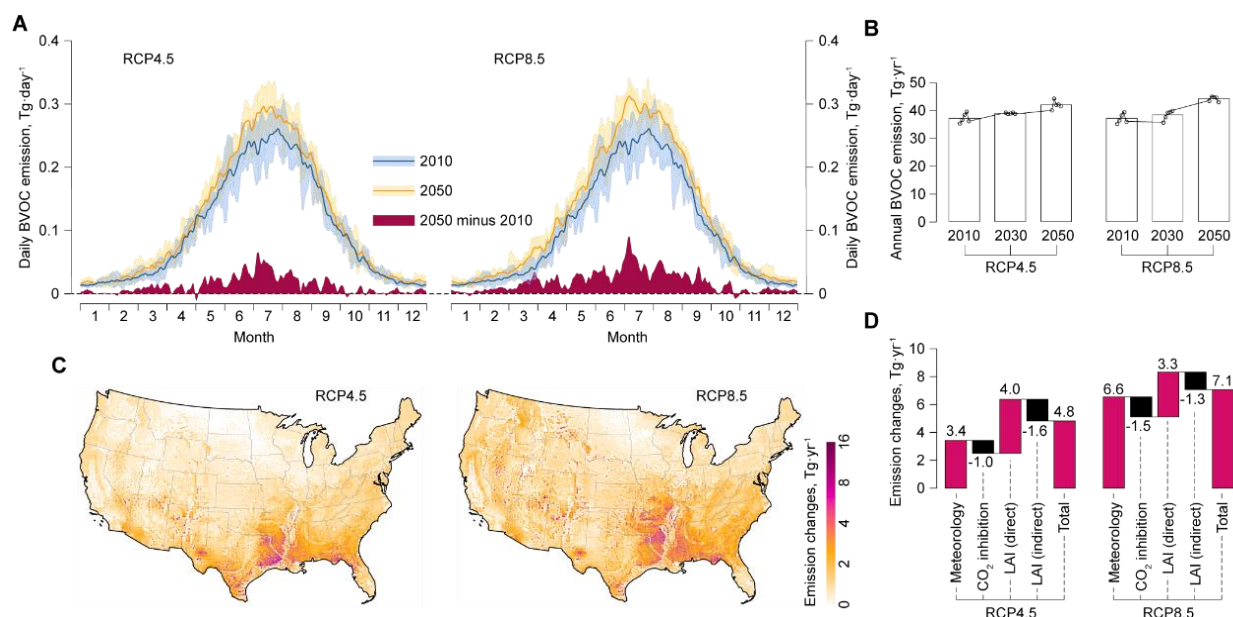 A
RCP4.5
RCP8.5
Daily BVOC emission, Tg·day⁻¹
0.4
0.3
0.2
0.1
0
2010
2050
2050 minus 2010
1 2 3 4 5 6 7 8 9 10 11 12
Month
1 2 3 4 5 6 7 8 9 10 11 12
Month
0.4
0.3
0.2
0.1
0
Daily BVOC emission, Tg·day⁻¹
B
Annual BVOC emission, Tg·yr⁻¹
50
40
30
20
10
0
2010 2030 2050
RCP4.5
2010 2030 2050
RCP8.5
C
RCP4.5
RCP8.5
Emission changes, Tg·yr⁻¹
16
8
4
2
0
D
Emission changes, Tg·yr⁻¹
10
8
6
4
2
0
3.4
-1.0
4.0
-1.6
4.8
6.6
-1.5
3.3
-1.3
7.1
Meteorology
CO₂ inhibition
LAI (direct)
LAI (indirect)
Total
RCP4.5
Meteorology
CO₂ inhibition
LAI (direct)
LAI (indirect)
Total
RCP8.5